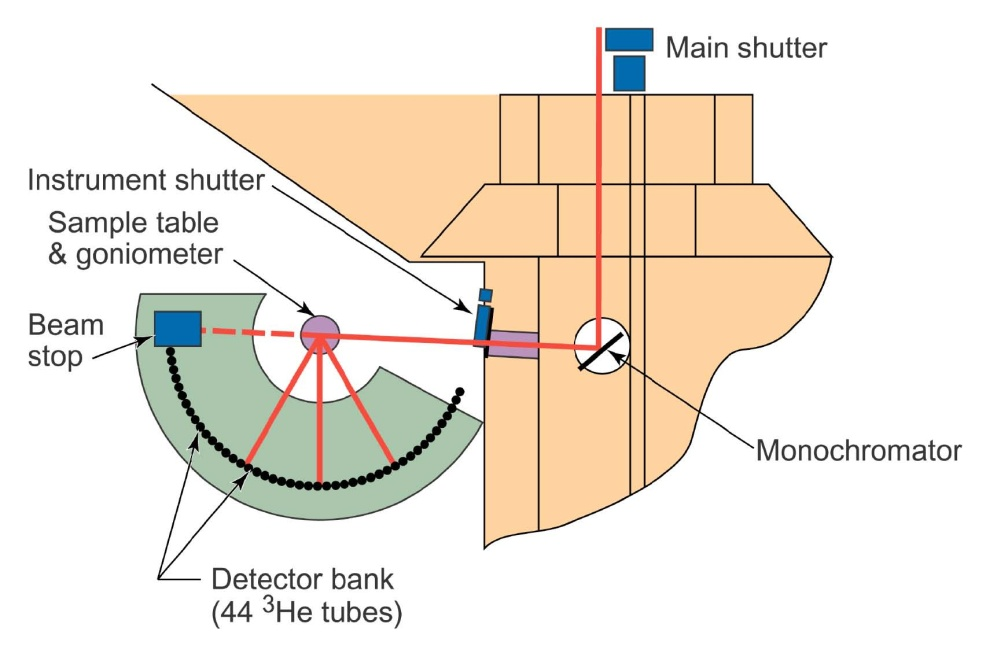 Main shutter
Instrument shutter
Sample table
& goniometer
Beam
stop
Monochromator
Detector bank
(44 ³He tubes)